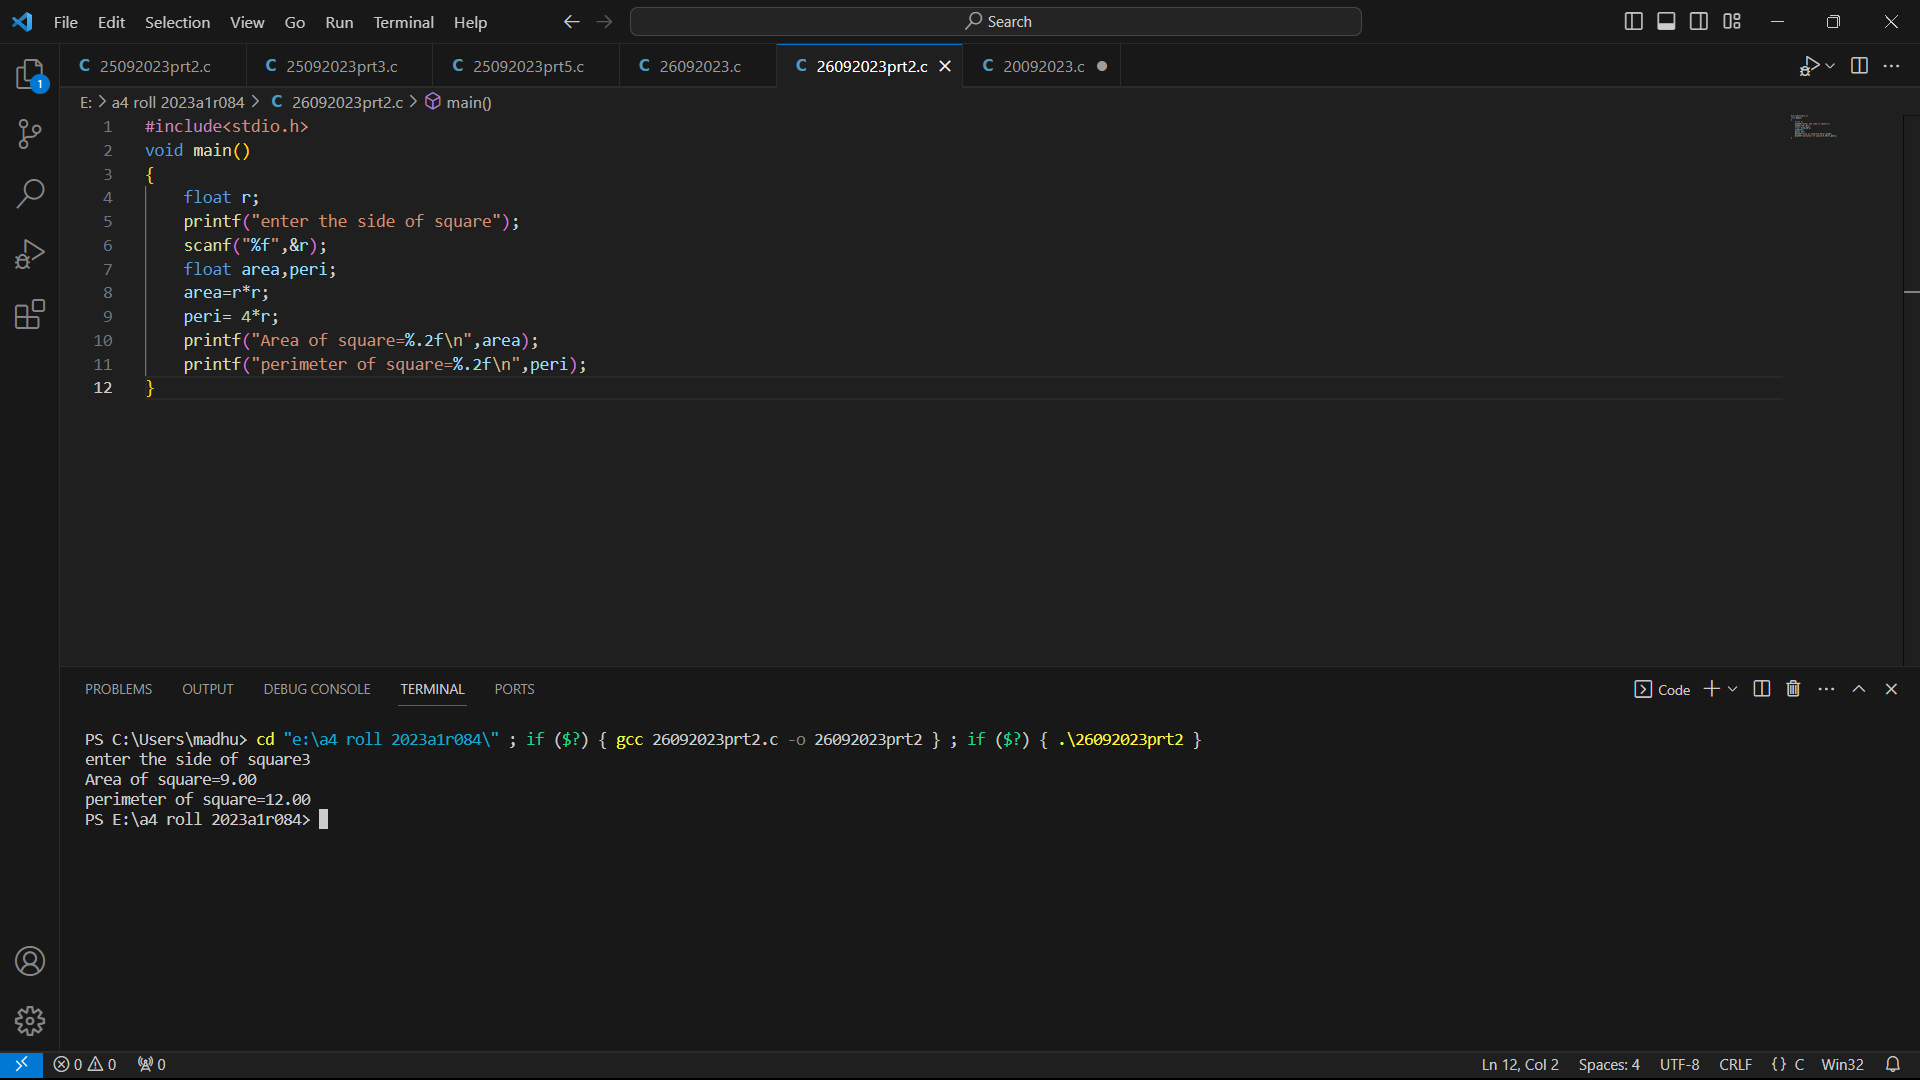 File Edit Selection View Go Run Terminal Help Search
1
C 25092023prt2.c C 25092023prt3.c C 25092023prt5.c C 26092023.c C 26092023prt2.c C 20092023.c
E: > a4 roll 2023a1r084 > C 26092023prt2.c > main()
1 #include<stdio.h>
2 void main()
3 {
4 float r;
5 printf("enter the side of square");
6 scanf("%f",&r);
7 float area,peri;
8 area=r*r;
9 peri= 4*r;
10 printf("Area of square=%.2f\n",area);
11 printf("perimeter of square=%.2f\n",peri);
12 }
PROBLEMS OUTPUT DEBUG CONSOLE TERMINAL PORTS Code
PS C:\Users\madhu> cd "e:\a4 roll 2023a1r084\" ; if ($?) { gcc 26092023prt2.c -o 26092023prt2 } ; if ($?) { .\26092023prt2 }
enter the side of square3
Area of square=9.00
perimeter of square=12.00
PS E:\a4 roll 2023a1r084>
0 0 0 Ln 12, Col 2 Spaces: 4 UTF-8 CRLF {} C Win32